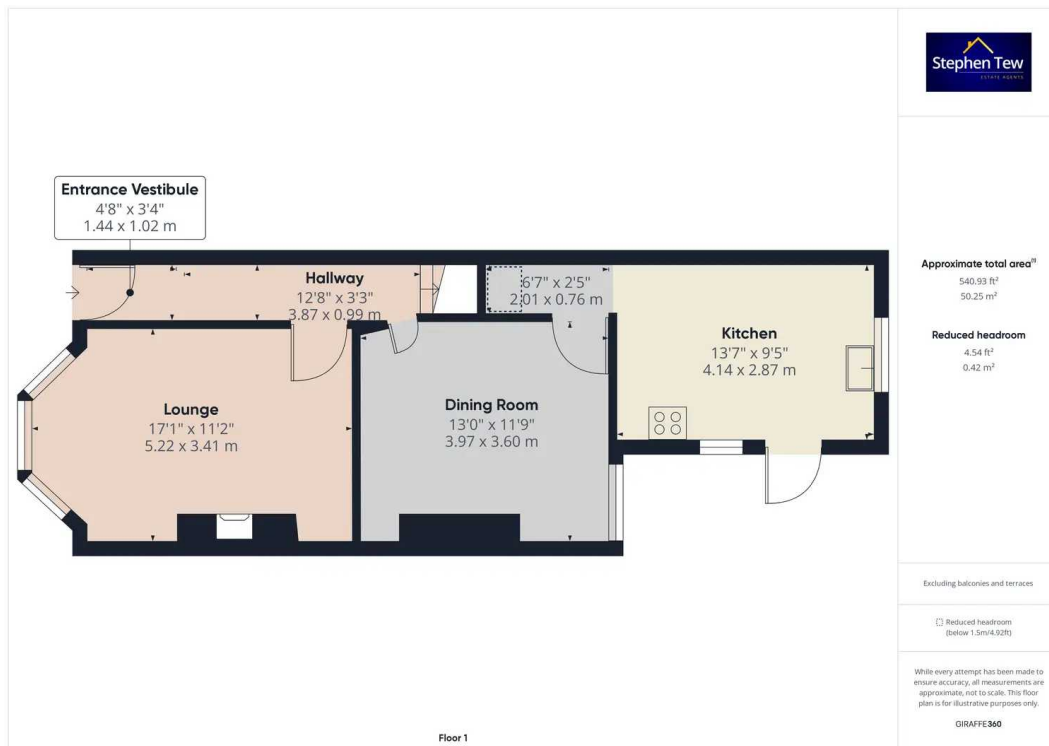 Stephen Tew
ESTATE AGENTS
Entrance Vestibule
4'8" x 3'4"
1.44 x 1.02 m
Hallway
12'8" x 3'3"
3.87 x 0.99 m
6'7" x 2'5"
2.01 x 0.76 m
Kitchen
13'7" x 9'5"
4.14 x 2.87 m
Lounge
17'1" x 11'2"
5.22 x 3.41 m
Dining Room
13'0" x 11'9"
3.97 x 3.60 m
Floor 1
Approximate total area⁽¹⁾
540.93 ft²
50.25 m²
Reduced headroom
4.54 ft²
0.42 m²
Excluding balconies and terraces
Reduced headroom
(below 1.5m/4.92ft)
While every attempt has been made to
ensure accuracy, all measurements are
approximate, not to scale. This floor
plan is for illustrative purposes only.
GIRAFFE360